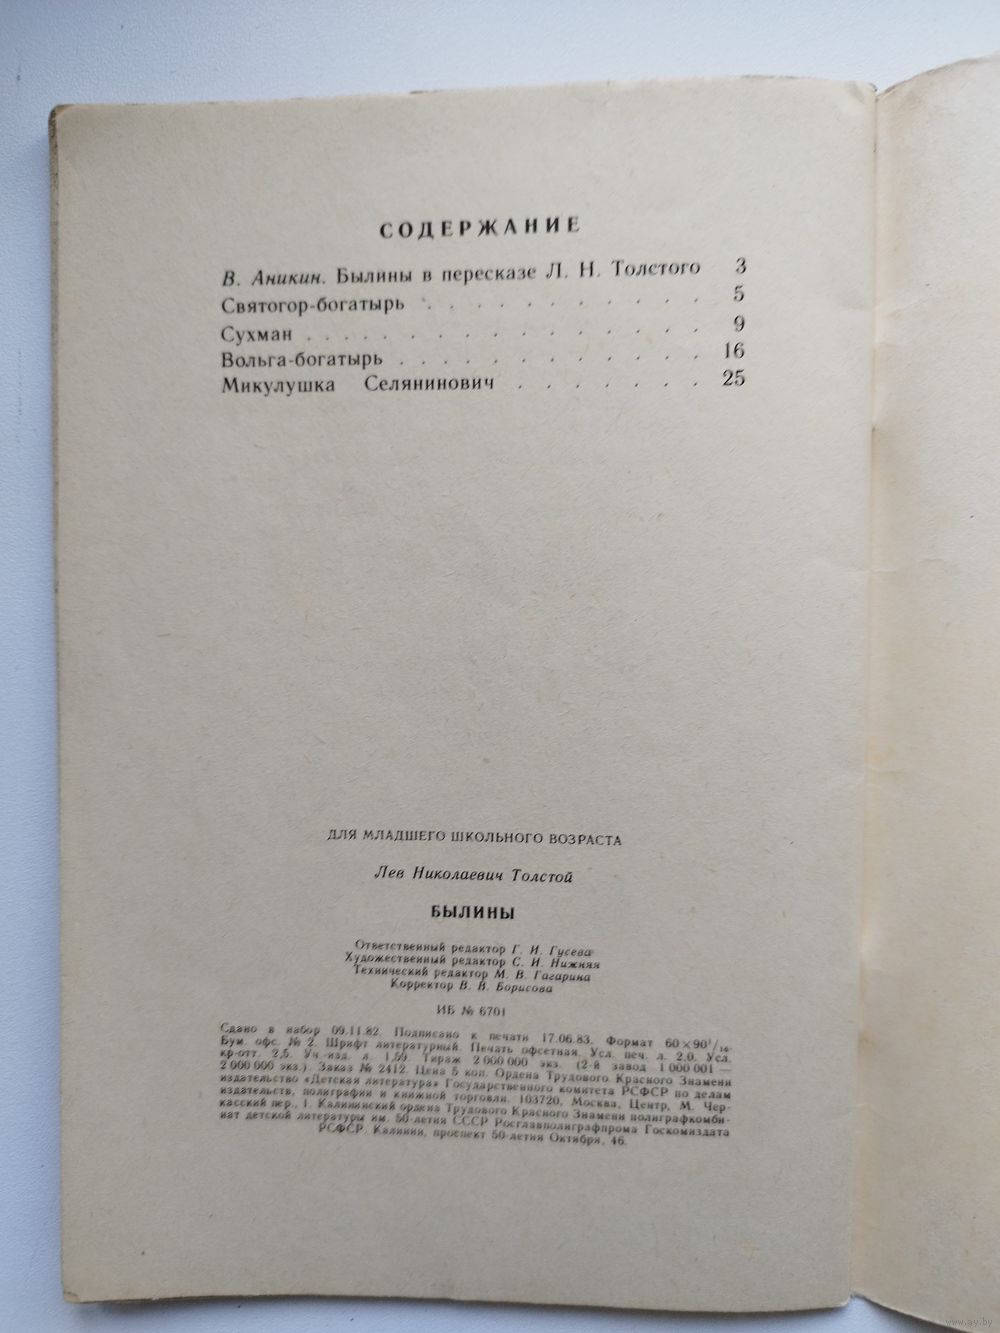 СОДЕРЖАНИЕ
В. Аникин. Былины в пересказе Л. Н. Толстого 3
Святогор-богатырь . . . . . . . . . . . 5
Сухман . . . . . . . . . . . . . . . . 9
Вольга-богатырь . . . . . . . . . . . . 16
Микулушка Селянинович . . . . . . . 25
ДЛЯ МЛАДШЕГО ШКОЛЬНОГО ВОЗРАСТА
Лев Николаевич Толстой
БЫЛИНЫ
Ответственный редактор Г. И. Гусева
Художественный редактор С. И. Нижняя
Технический редактор М. В. Гагарина
Корректор В. В. Борисова
ИБ № 6701
Сдано в набор 09.11.82. Подписано к печати 17.06.83. Формат 60×90¹/₁₆.
Бум. офс. № 2. Шрифт литературный. Печать офсетная. Усл. печ. л. 2,0. Усл.
кр-отт. 2,5. Уч.-изд. л. 1,59. Тираж 2 000 000 экз. (2-й завод 1 000 001 —
2 000 000 экз.). Заказ № 2412. Цена 5 коп. Ордена Трудового Красного Знамени
издательство «Детская литература» Государственного комитета РСФСР по делам
издательств, полиграфии и книжной торговли. 103720, Москва, Центр, М. Чер-
касский пер., 1. Калининский ордена Трудового Красного Знамени полиграфкомби-
нат детской литературы им. 50-летия СССР Росглавполиграфпрома Госкомиздата
РСФСР. Калинин, проспект 50-летия Октября, 46.
www.ay.by